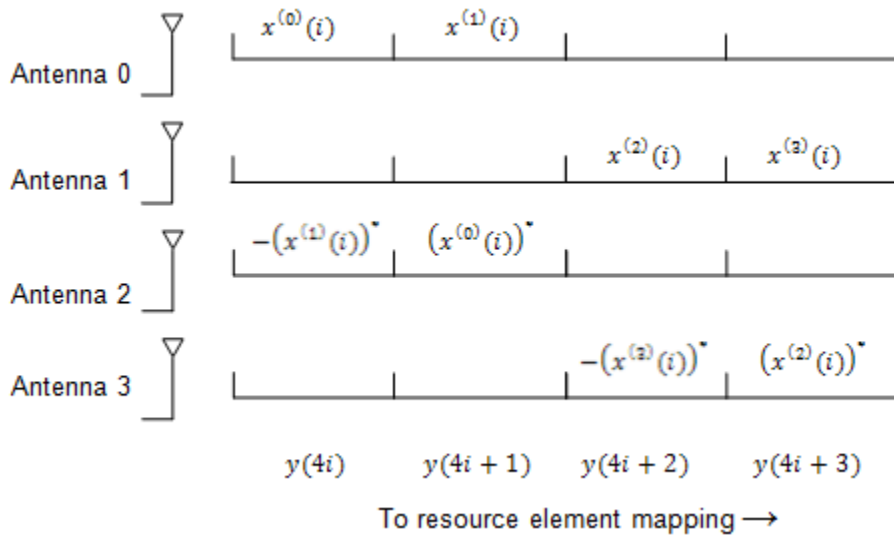 x⁽⁰⁾(i) x⁽¹⁾(i)
Antenna 0
x⁽²⁾(i) x⁽³⁾(i)
Antenna 1
−(x⁽¹⁾(i))* (x⁽⁰⁾(i))*
Antenna 2
−(x⁽³⁾(i))* (x⁽²⁾(i))*
Antenna 3
y(4i) y(4i + 1) y(4i + 2) y(4i + 3)
To resource element mapping →